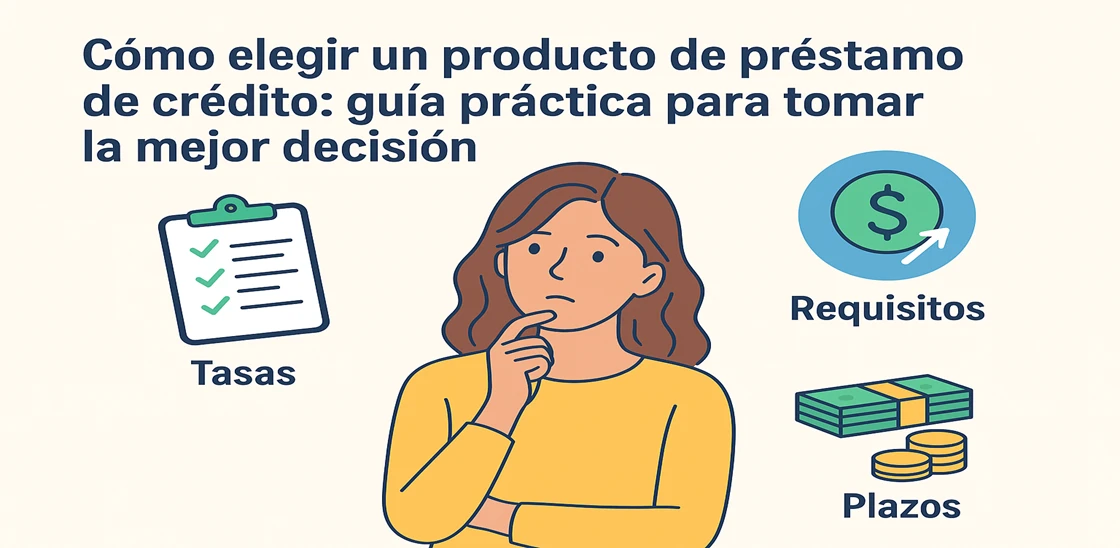 Cómo elegir un producto de préstamo
de crédito: guía práctica para tomar
la mejor decisión
Tasas
Requisitos
Plazos